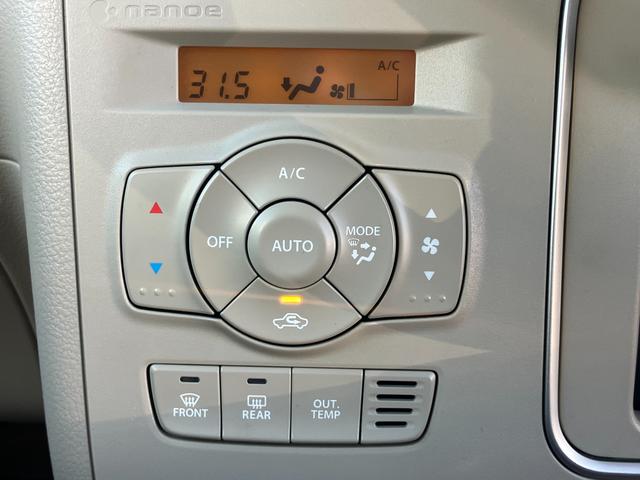 nanoe
A/C
31.5
A/C
OFF
AUTO
MODE
FRONT
REAR
OUT.
TEMP